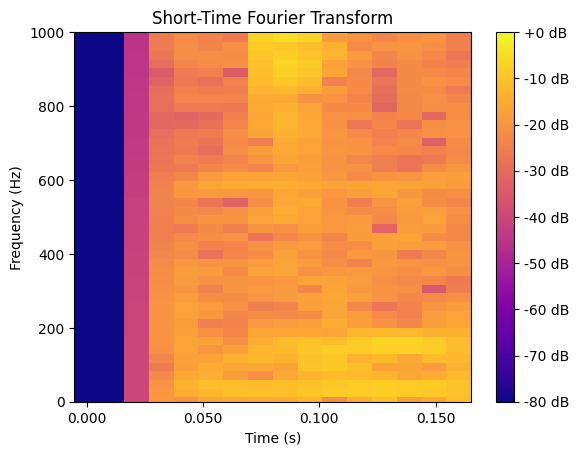 Short-Time Fourier Transform
1000
800
600
400
200
0
Frequency (Hz)
0.000
0.050
0.100
0.150
Time (s)
+0 dB
-10 dB
-20 dB
-30 dB
-40 dB
-50 dB
-60 dB
-70 dB
-80 dB